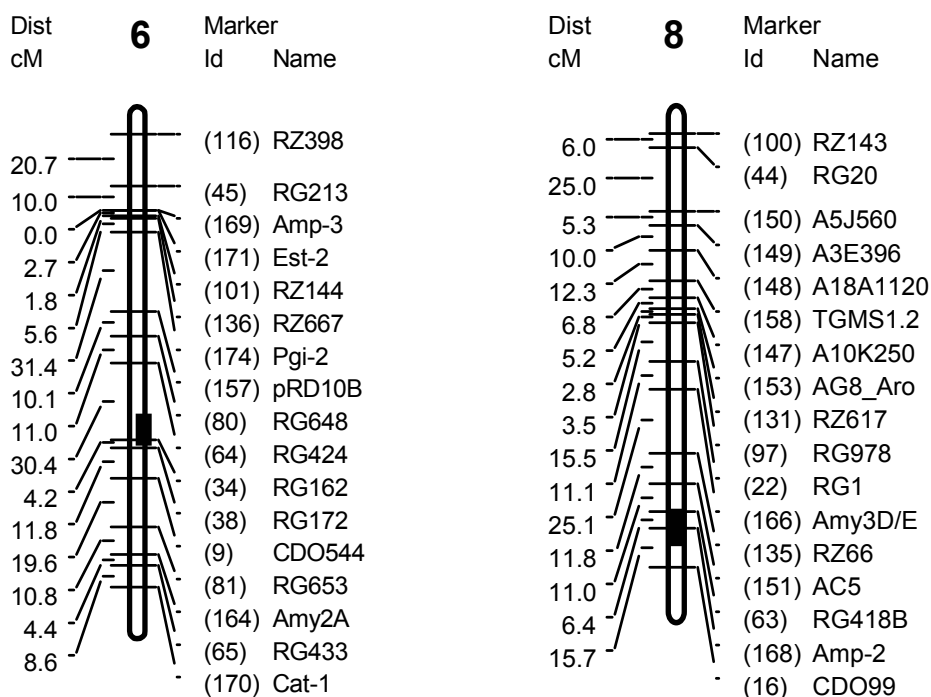 Dist 6 Marker
cM Id Name
(116) RZ398
20.7
(45) RG213
10.0
(169) Amp-3
0.0
(171) Est-2
2.7
(101) RZ144
1.8
(136) RZ667
5.6
(174) Pgi-2
31.4
(157) pRD10B
10.1
(80) RG648
11.0
(64) RG424
30.4
(34) RG162
4.2
(38) RG172
11.8
(9) CDO544
19.6
(81) RG653
10.8
(164) Amy2A
4.4
(65) RG433
8.6
(170) Cat-1
Dist 8 Marker
cM Id Name
(100) RZ143
6.0
(44) RG20
25.0
(150) A5J560
5.3
(149) A3E396
10.0
(148) A18A1120
12.3
(158) TGMS1.2
6.8
(147) A10K250
5.2
(153) AG8_Aro
2.8
(131) RZ617
3.5
(97) RG978
15.5
(22) RG1
11.1
(166) Amy3D/E
25.1
(135) RZ66
11.8
(151) AC5
11.0
(63) RG418B
6.4
(168) Amp-2
15.7
(16) CDO99